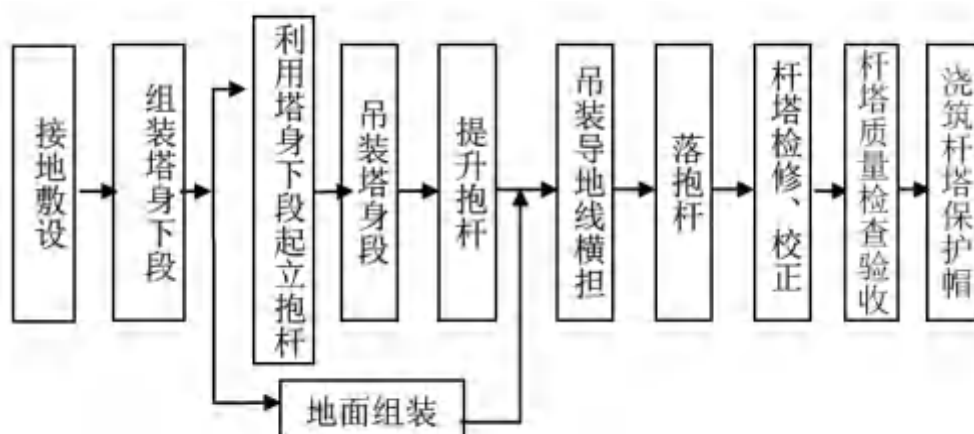 接地敷设
组装塔身下段
利用塔身下段起立抱杆
吊装塔身段
提升抱杆
吊装导地线横担
落抱杆
杆塔检修、校正
杆塔质量检查验收
浇筑杆塔保护帽
地面组装